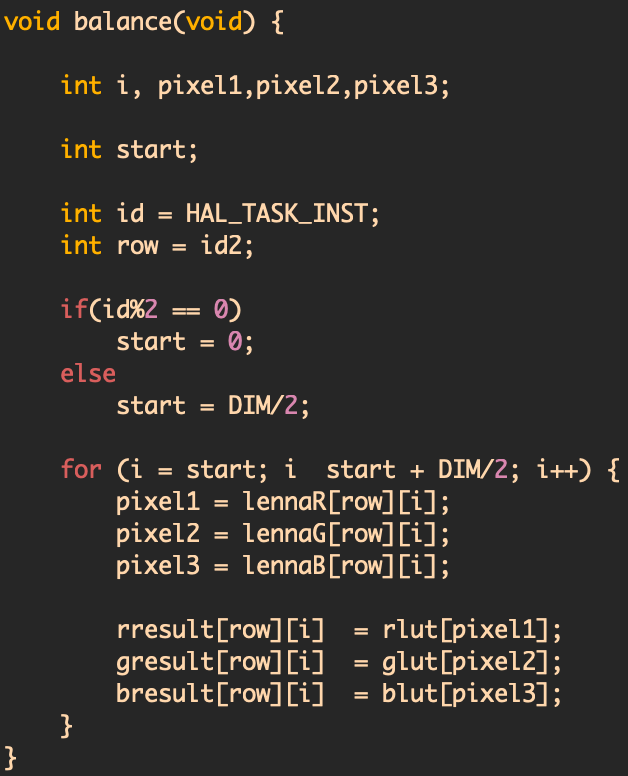 void balance(void) {
int i, pixel1,pixel2,pixel3;
int start;
int id = HAL_TASK_INST;
int row = id2;
if(id%2 == 0)
start = 0;
else
start = DIM/2;
for (i = start; i  start + DIM/2; i++) {
pixel1 = lennaR[row][i];
pixel2 = lennaG[row][i];
pixel3 = lennaB[row][i];
rresult[row][i]  = rlut[pixel1];
gresult[row][i]  = glut[pixel2];
bresult[row][i]  = blut[pixel3];
}
}